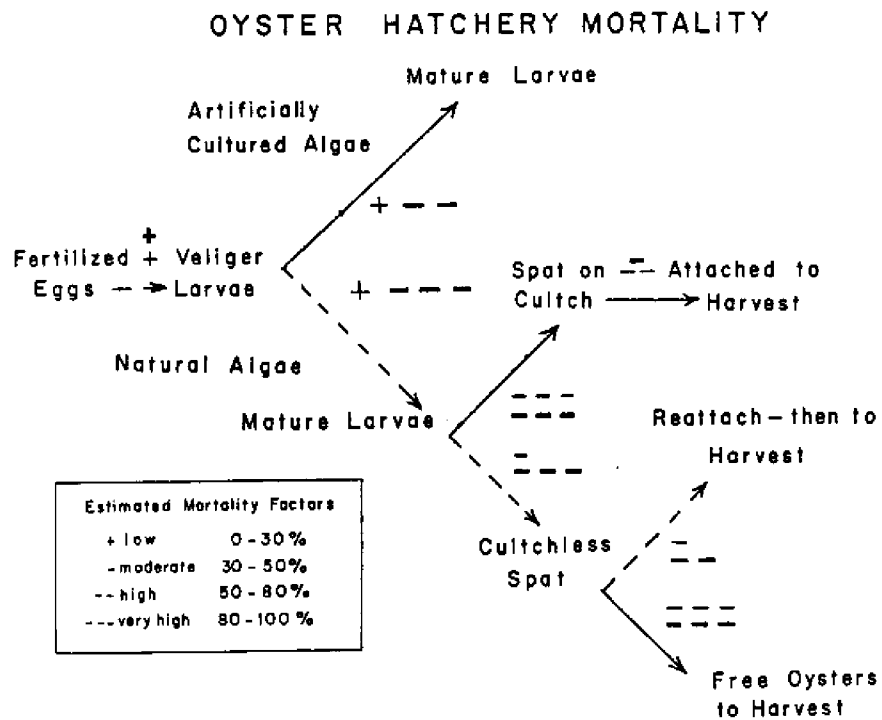 OYSTER HATCHERY MORTALITY
Mature Larvae
Artificially
Cultured Algae
+ – –
+
Fertilized + Veliger
Eggs – → Larvae
+ – – –
Spat on – Attached to
– –
Cultch Harvest
Natural Algae
Mature Larvae
– – –
– – –
–
– – –
Reattach – then to
Harvest
Cultchless
Spat
–
– –
– – –
– – –
Free Oysters
to Harvest
Estimated Mortality Factors
+ low 0 - 30%
- moderate 30 - 50%
-- high 50 - 80%
--- very high 80 - 100%